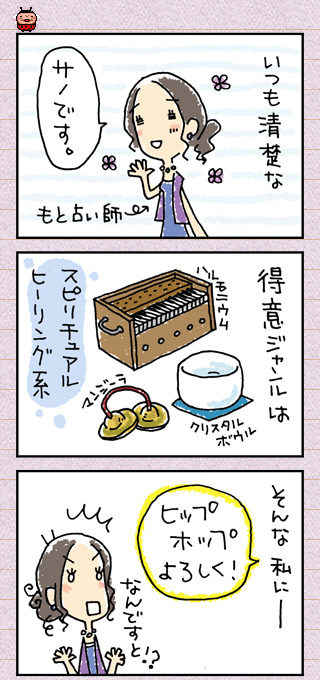 いつも清楚な
サノです。
もと占い師
得意ジャンルは
ハルモニウム
スピリチュアル
ヒーリング系
マンジーラ
クリスタル
ボウル
そんな私にー
ヒップ
ホップ
よろしく!
なんですと!?